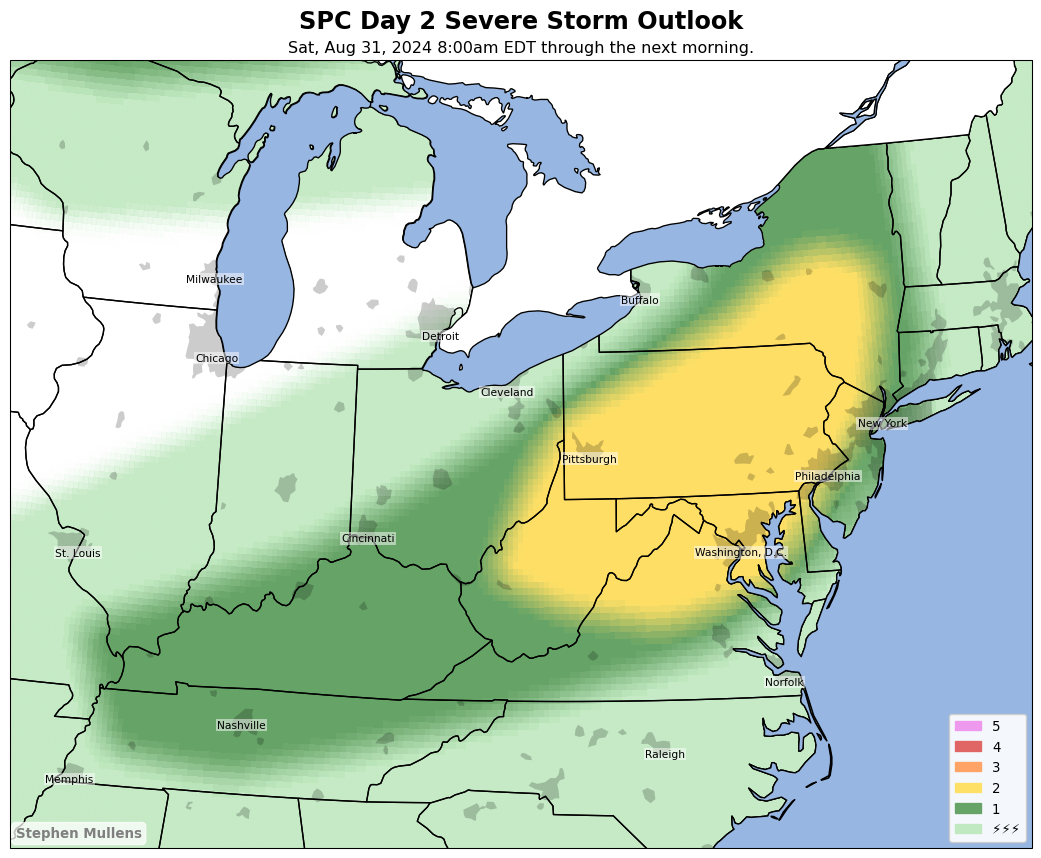 SPC Day 2 Severe Storm Outlook
Sat, Aug 31, 2024 8:00am EDT through the next morning.
Milwaukee
Buffalo
Detroit
Chicago
Cleveland
New York
Pittsburgh
Philadelphia
Cincinnati
St. Louis
Washington, D.C.
Norfolk
Nashville
Raleigh
Memphis
5
4
3
2
1
⚡⚡⚡
Stephen Mullens